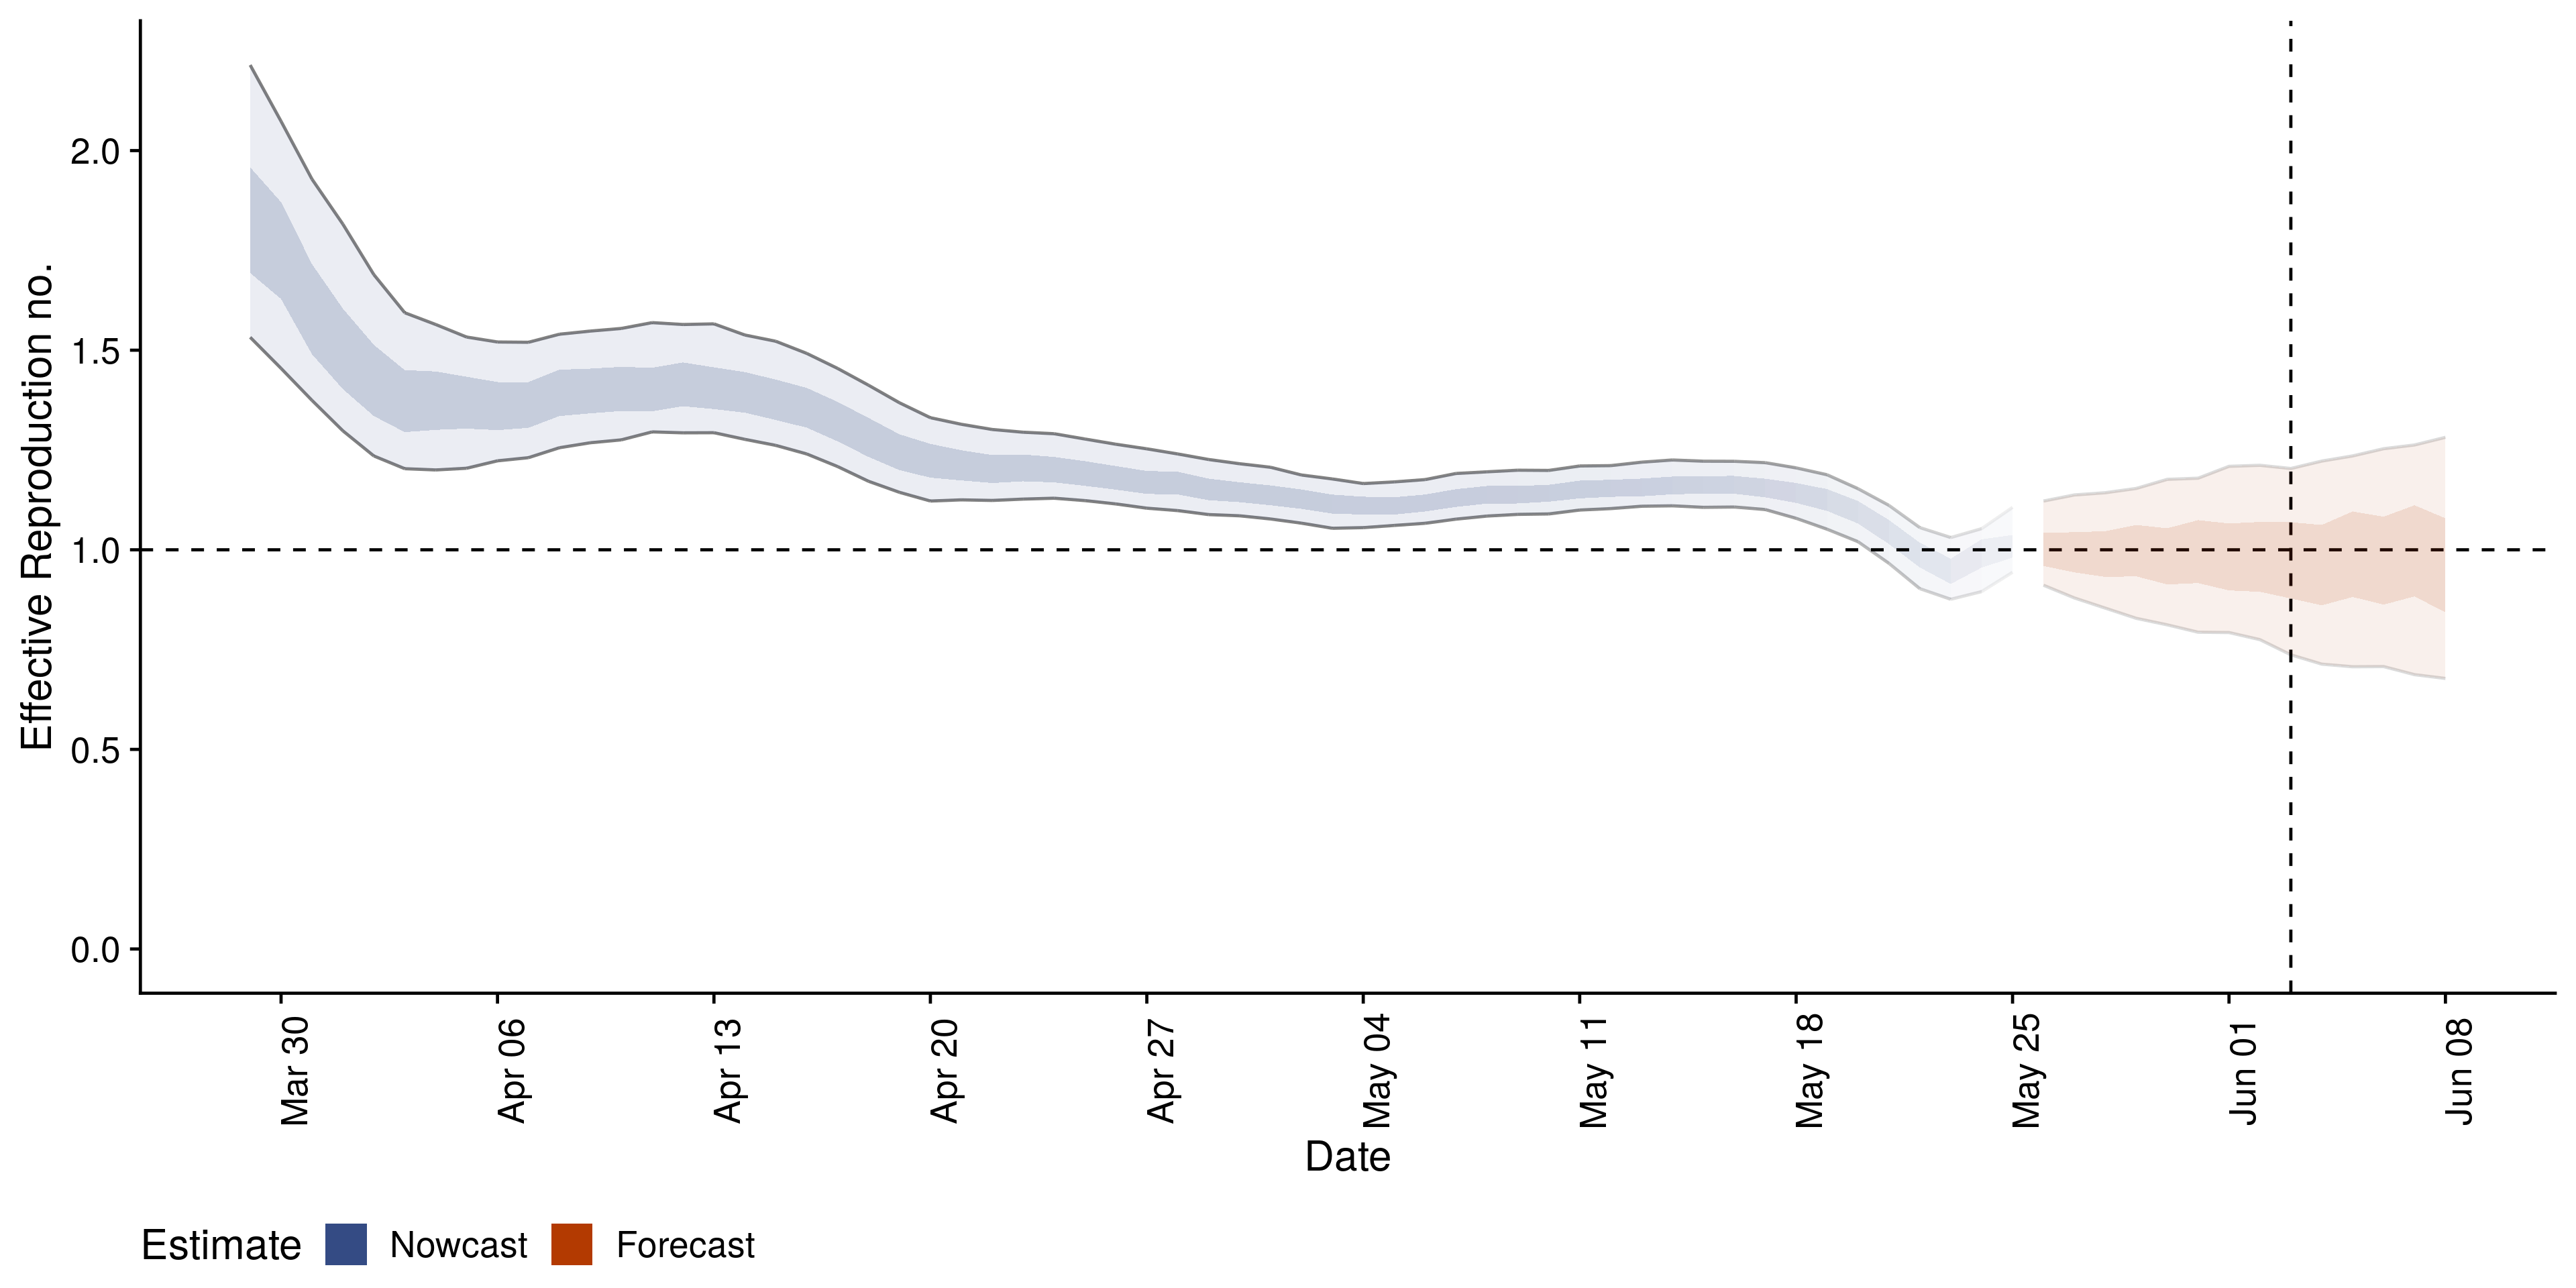 Effective Reproduction no.
2.0
1.5
1.0
0.5
0.0
Mar 30
Apr 06
Apr 13
Apr 20
Apr 27
May 04
May 11
May 18
May 25
Jun 01
Jun 08
Date
Estimate Nowcast Forecast